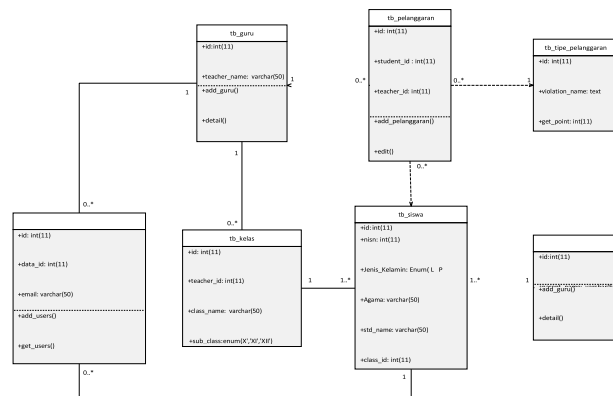 tb_guru
+id:int(11)
+teacher_name: varchar(50)
+add_guru()
+detail()
1
1
1
tb_pelanggaran
+id: int(11)
+student_id : int(11)
+teacher_id: int(11)
+add_pelanggaran()
+edit()
0..*
0..*
0..*
1
tb_tipe_pelanggaran
+id: int(11)
+violation_name: text
+get_point: int(11)
0..*
+id: int(11)
+data_id: int(11)
+email: varchar(50)
+add_users()
+get_users()
0..*
0..*
tb_kelas
+id: int(11)
+teacher_id: int(11)
+class_name: varchar(50)
+sub_class:enum(X','XI','XII')
1
1..*
tb_siswa
+id: int(11)
+nisn: int(11)
+Jenis_Kelamin: Enum( L P
+Agama: varchar(50)
+std_name: varchar(50)
+class_id: int(11)
1..*
1
1
+id:int(11)
+add_guru()
+detail()